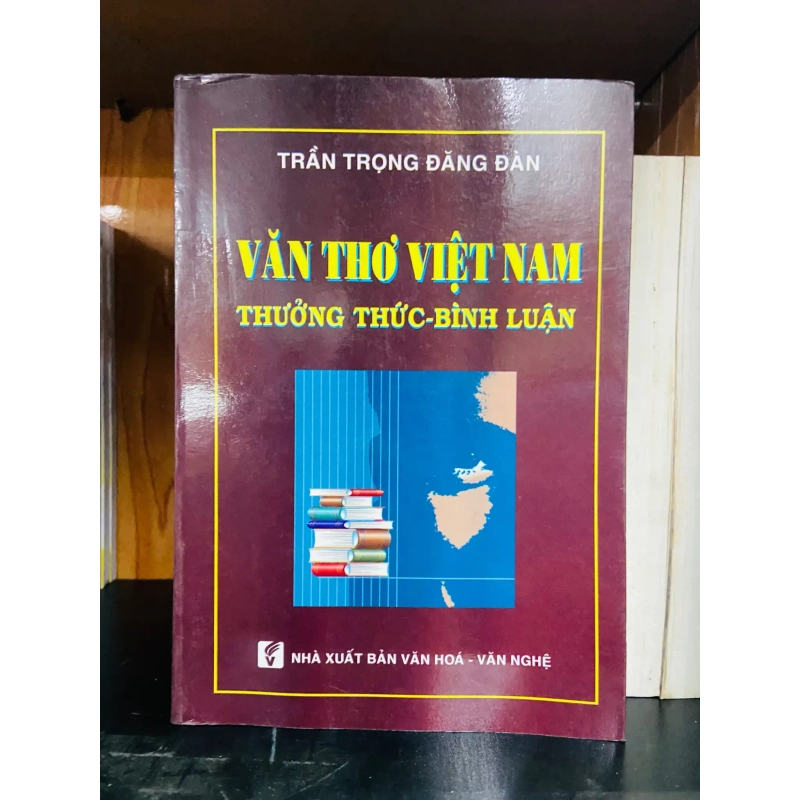 TRẦN TRỌNG ĐĂNG ĐÀN
VĂN THƠ VIỆT NAM
THƯỞNG THỨC-BÌNH LUẬN
NHÀ XUẤT BẢN VĂN HOÁ - VĂN NGHỆ